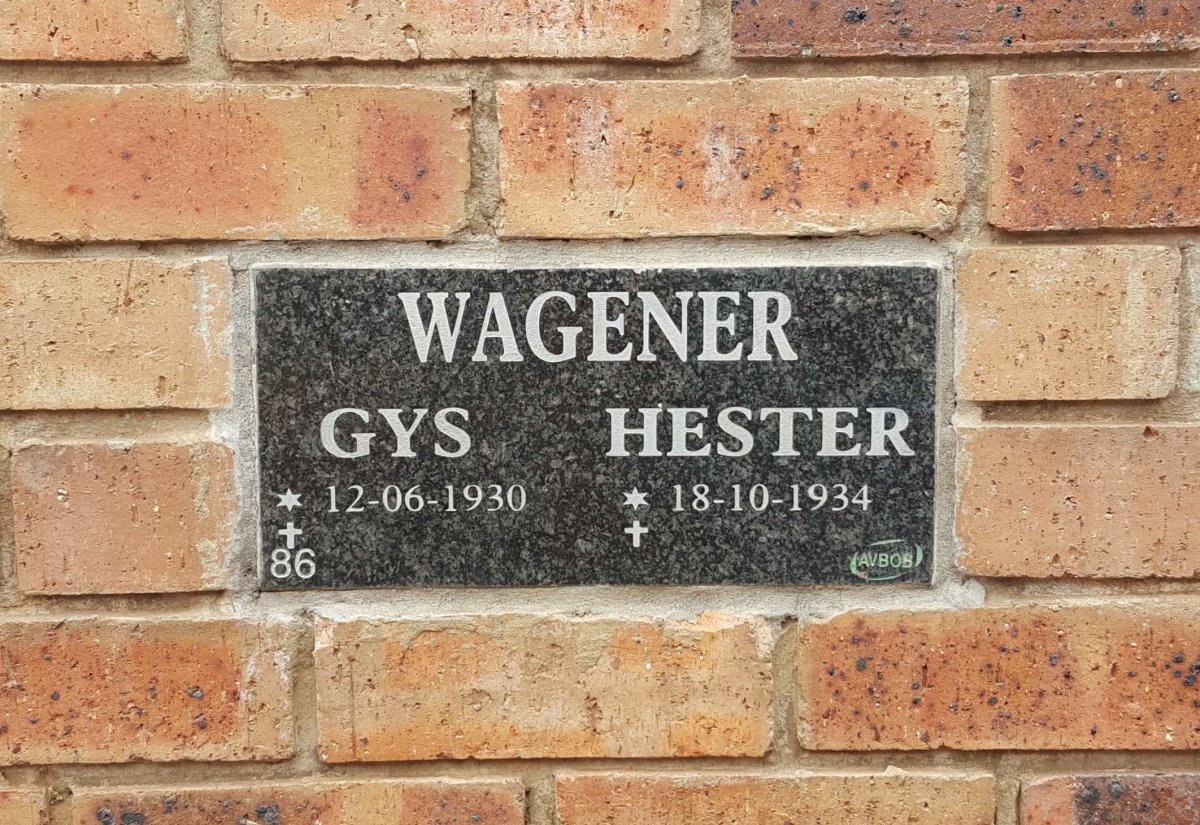 WAGENER
GYS HESTER
12-06-1930 18-10-1934
86
AVBOB